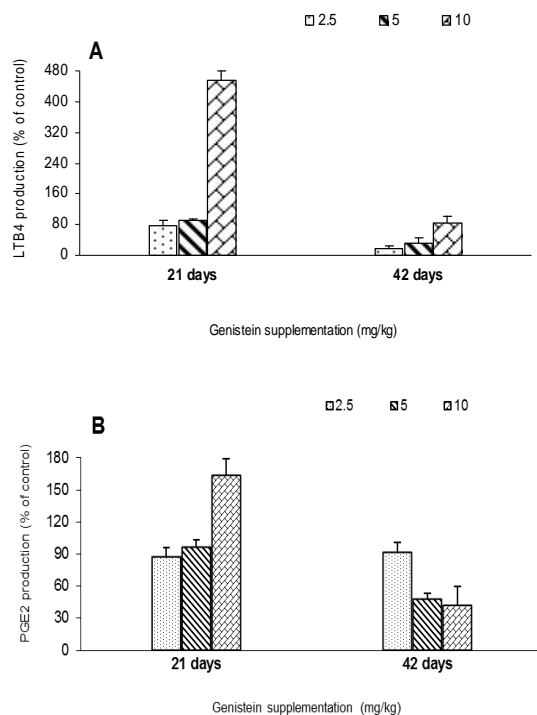 2.5 5 10
A
LTB4 production (% of control)
480
400
320
240
160
80
0
21 days 42 days
Genistein supplementation (mg/kg)
2.5 5 10
B
PGE2 production (% of control)
180
150
120
90
60
30
0
21 days 42 days
Genistein supplementation (mg/kg)